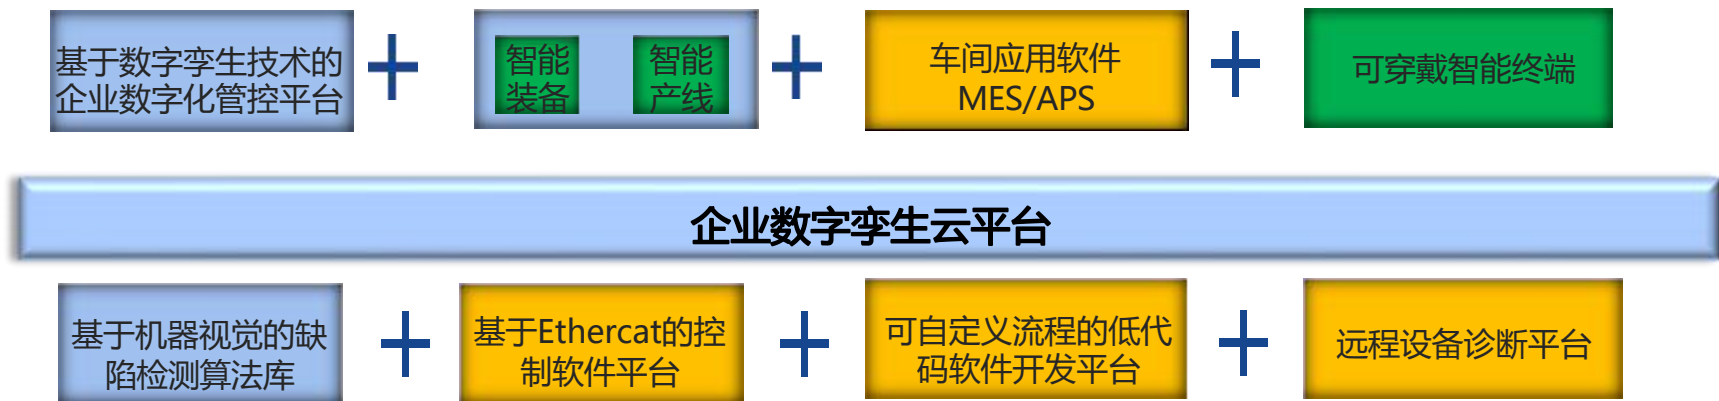 基于数字孪生技术的
企业数字化管控平台
智能
装备
智能
产线
车间应用软件
MES/APS
可穿戴智能终端
企业数字孪生云平台
基于机器视觉的缺
陷检测算法库
基于Ethercat的控
制软件平台
可自定义流程的低代
码软件开发平台
远程设备诊断平台